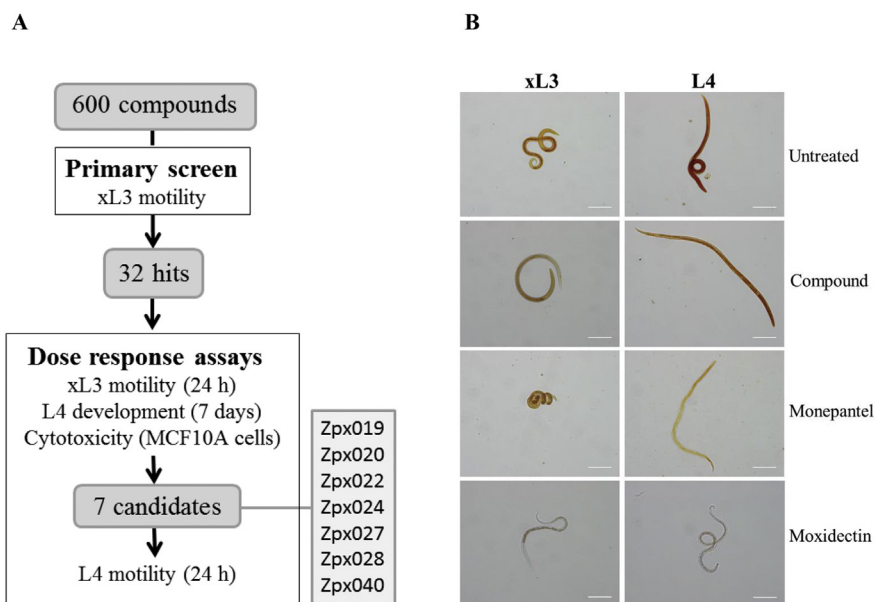 A
600 compounds
Primary screen
xL3 motility
32 hits
Dose response assays
xL3 motility (24 h)
L4 development (7 days)
Cytotoxicity (MCF10A cells)
7 candidates
L4 motility (24 h)
Zpx019
Zpx020
Zpx022
Zpx024
Zpx027
Zpx028
Zpx040
B
xL3
L4
Untreated
Compound
Monepantel
Moxidectin